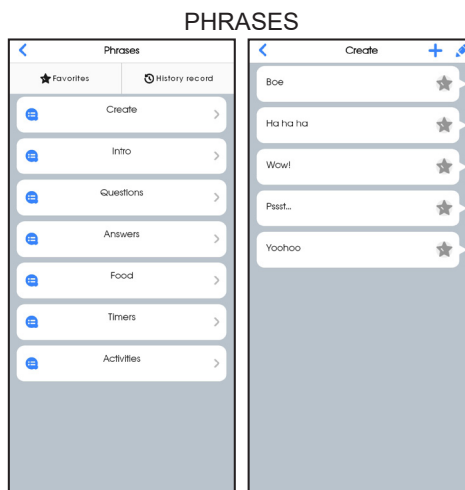 PHRASES
Phrases
Favorites
History record
Create
Intro
Questions
Answers
Food
Timers
Activities
Create
Boe
Ha ha ha
Wow!
Pssst...
Yoohoo